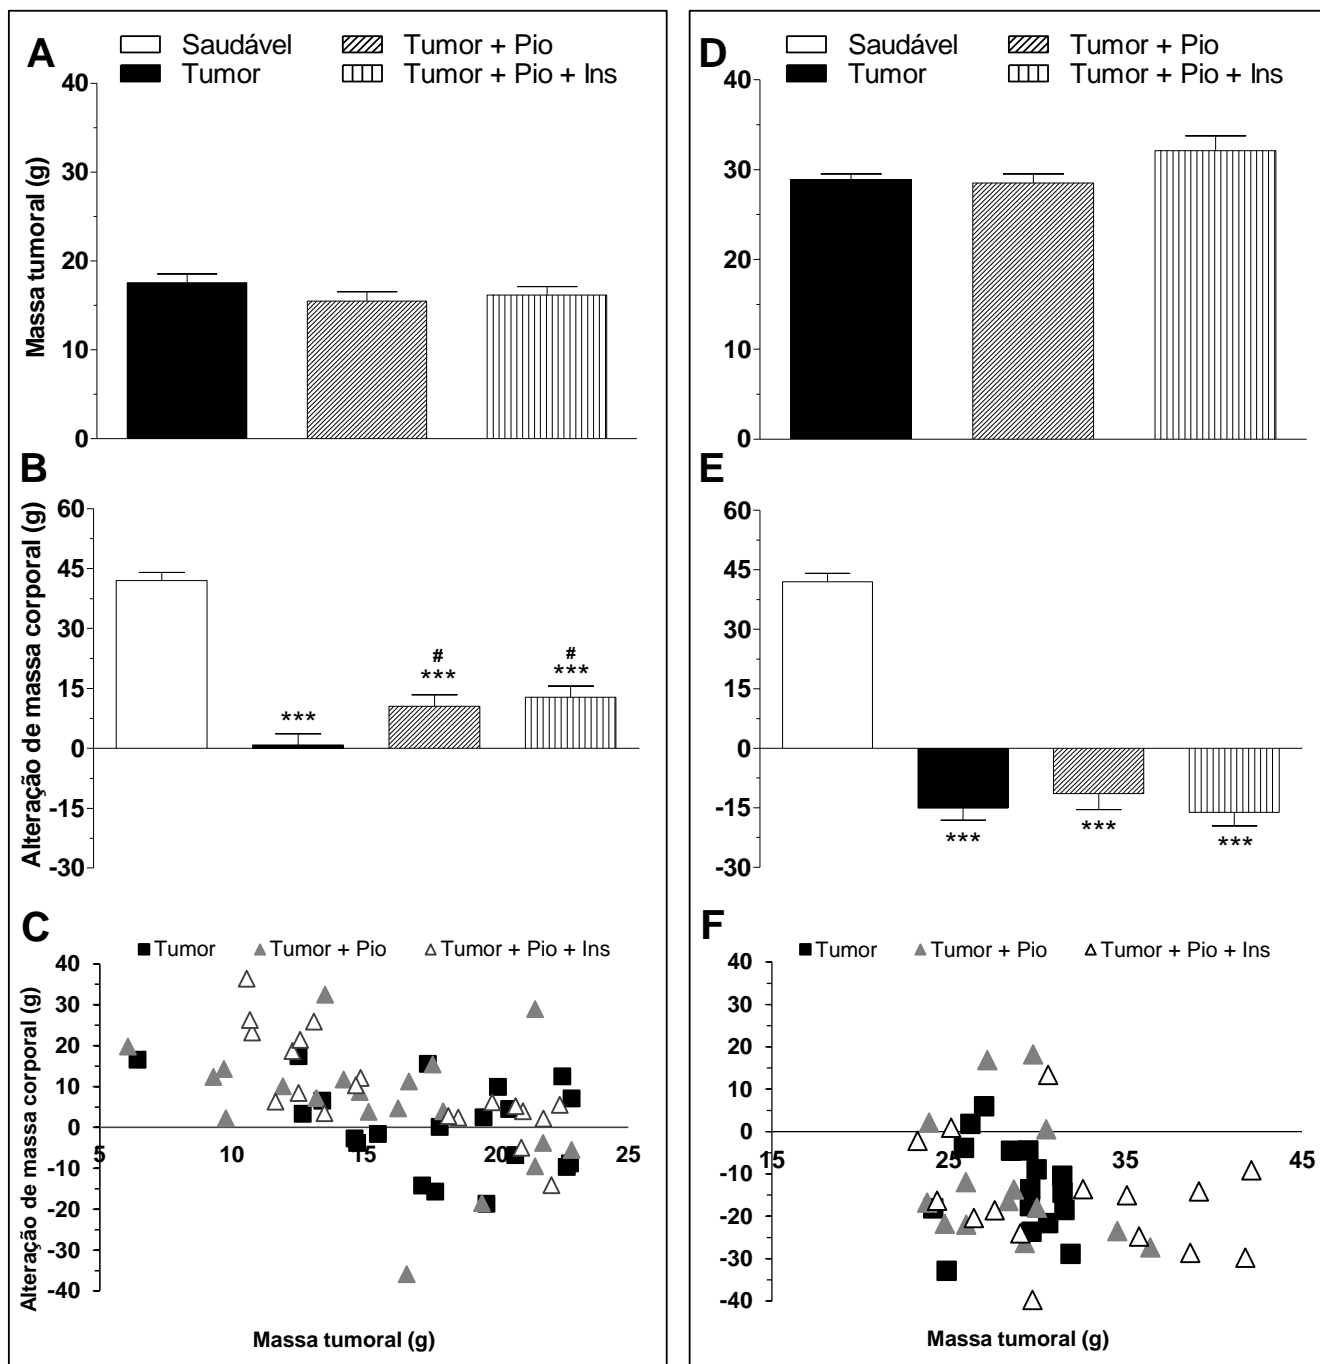 A
Saudável
Tumor + Pio
Tumor
Tumor + Pio + Ins
Massa tumoral (g)
40
30
20
10
0
B
Alteração de massa corporal (g)
60
45
30
15
0
-15
-30
***
#
***
#
***
C
Tumor
Tumor + Pio
Tumor + Pio + Ins
Alteração de massa corporal (g)
40
30
20
10
0
-10
-20
-30
-40
5
10
15
20
25
Massa tumoral (g)
D
Saudável
Tumor + Pio
Tumor
Tumor + Pio + Ins
40
30
20
10
0
E
60
45
30
15
0
-15
-30
***
***
***
F
Tumor
Tumor + Pio
Tumor + Pio + Ins
40
30
20
10
0
-10
-20
-30
-40
15
25
35
45
Massa tumoral (g)